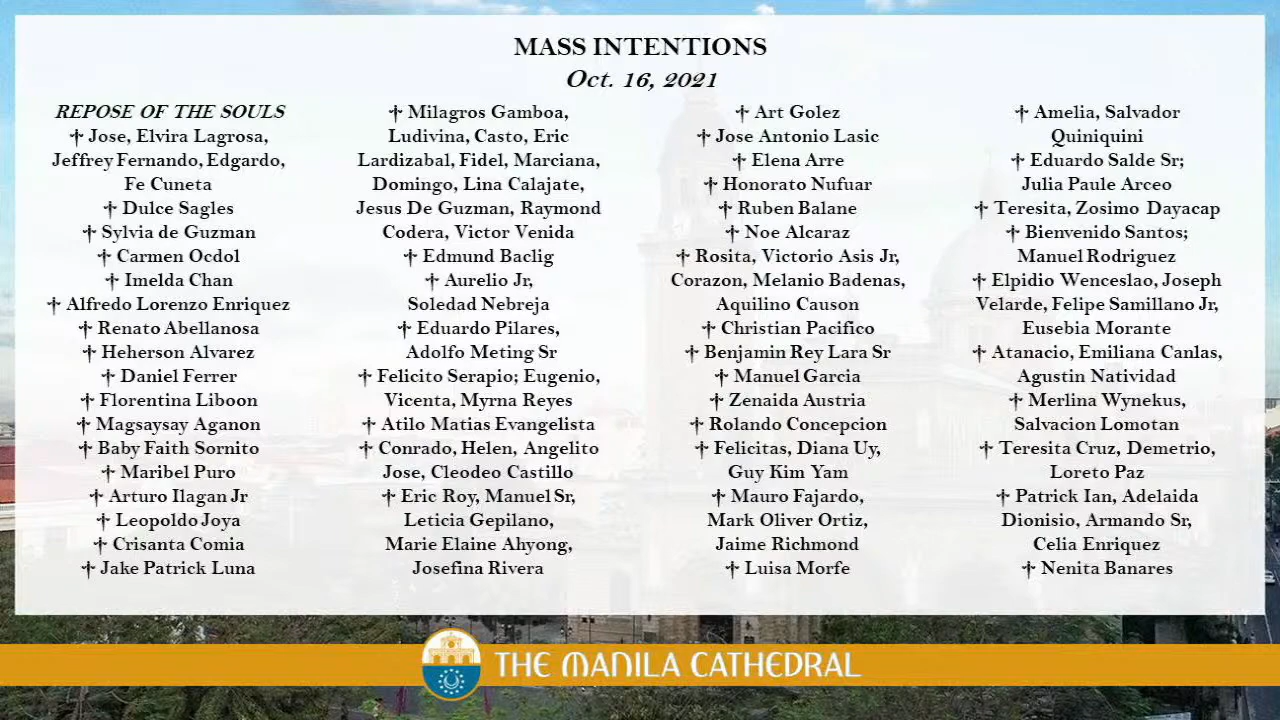 MASS INTENTIONS
Oct. 16, 2021
REPOSE OF THE SOULS
✝ Jose, Elvira Lagrosa,
Jeffrey Fernando, Edgardo,
Fe Cuneta
✝ Dulce Sagles
✝ Sylvia de Guzman
✝ Carmen Ocdol
✝ Imelda Chan
✝ Alfredo Lorenzo Enriquez
✝ Renato Abellanosa
✝ Heherson Alvarez
✝ Daniel Ferrer
✝ Florentina Liboon
✝ Magsaysay Aganon
✝ Baby Faith Sornito
✝ Maribel Puro
✝ Arturo Ilagan Jr
✝ Leopoldo Joya
✝ Crisanta Comia
✝ Jake Patrick Luna
✝ Milagros Gamboa,
Ludivina, Casto, Eric
Lardizabal, Fidel, Marciana,
Domingo, Lina Calajate,
Jesus De Guzman, Raymond
Codera, Victor Venida
✝ Edmund Baclig
✝ Aurelio Jr,
Soledad Nebreja
✝ Eduardo Pilares,
Adolfo Meting Sr
✝ Felicito Serapio; Eugenio,
Vicenta, Myrna Reyes
✝ Atilo Matias Evangelista
✝ Conrado, Helen, Angelito
Jose, Cleodeo Castillo
✝ Eric Roy, Manuel Sr,
Leticia Gepilano,
Marie Elaine Ahyong,
Josefina Rivera
✝ Art Golez
✝ Jose Antonio Lasic
✝ Elena Arre
✝ Honorato Nufuar
✝ Ruben Balane
✝ Noe Alcaraz
✝ Rosita, Victorio Asis Jr,
Corazon, Melanio Badenas,
Aquilino Causon
✝ Christian Pacifico
✝ Benjamin Rey Lara Sr
✝ Manuel Garcia
✝ Zenaida Austria
✝ Rolando Concepcion
✝ Felicitas, Diana Uy,
Guy Kim Yam
✝ Mauro Fajardo,
Mark Oliver Ortiz,
Jaime Richmond
✝ Luisa Morfe
✝ Amelia, Salvador
Quiniquini
✝ Eduardo Salde Sr;
Julia Paule Arceo
✝ Teresita, Zosimo Dayacap
✝ Bienvenido Santos;
Manuel Rodriguez
✝ Elpidio Wenceslao, Joseph
Velarde, Felipe Samillano Jr,
Eusebia Morante
✝ Atanacio, Emiliana Canlas,
Agustin Natividad
✝ Merlina Wynekus,
Salvacion Lomotan
✝ Teresita Cruz, Demetrio,
Loreto Paz
✝ Patrick Ian, Adelaida
Dionisio, Armando Sr,
Celia Enriquez
✝ Nenita Banares
THE MANILA CATHEDRAL